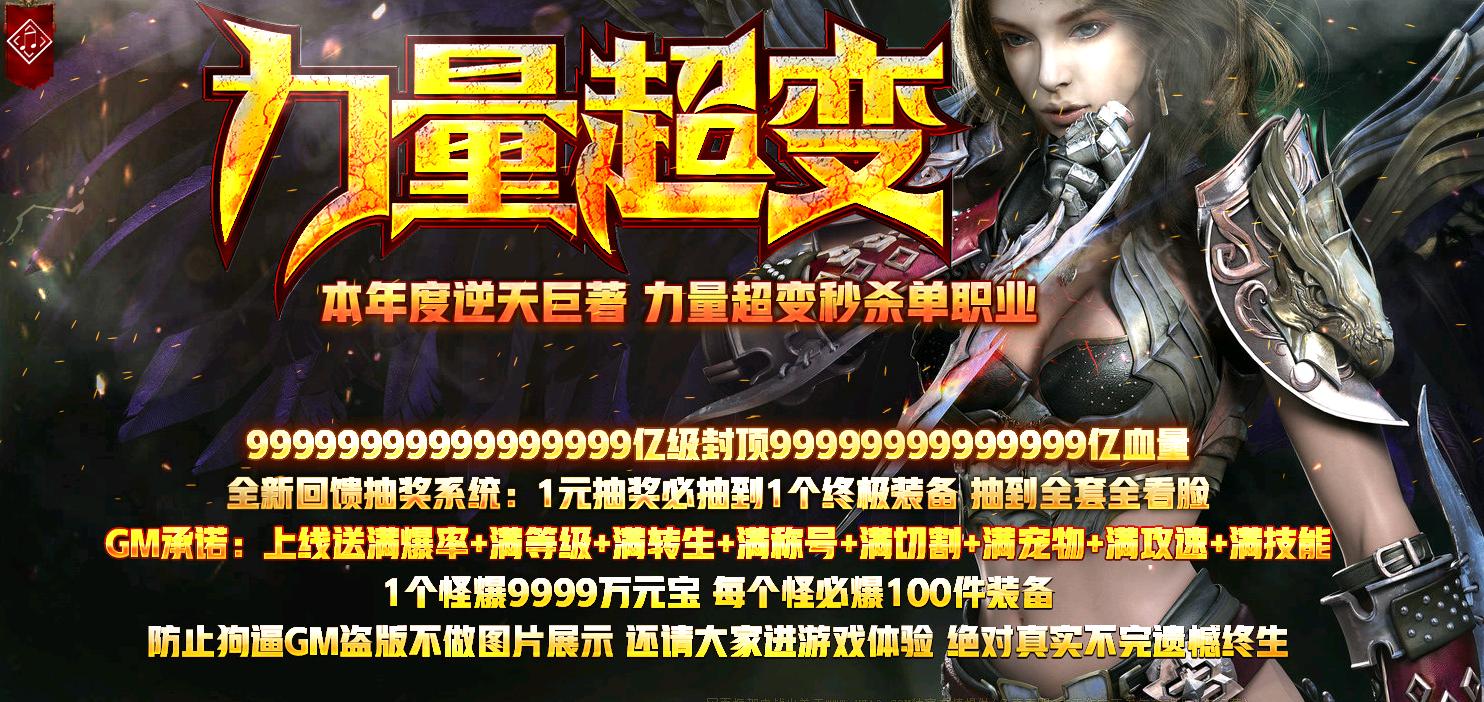 力量超变
本年度逆天巨著 力量超变秒杀单职业
99999999999999999亿级封顶99999999999999亿血量
全新回馈抽奖系统：1元抽奖必抽到1个终极装备 抽到全套全看脸
GM承诺：上线送满爆率+满等级+满转生+满称号+满切割+满宠物+满攻速+满技能
1个怪爆9999万元宝 每个怪必爆100件装备
防止狗逼GM盗版不做图片展示 还请大家进游戏体验 绝对真实不完遗憾终生